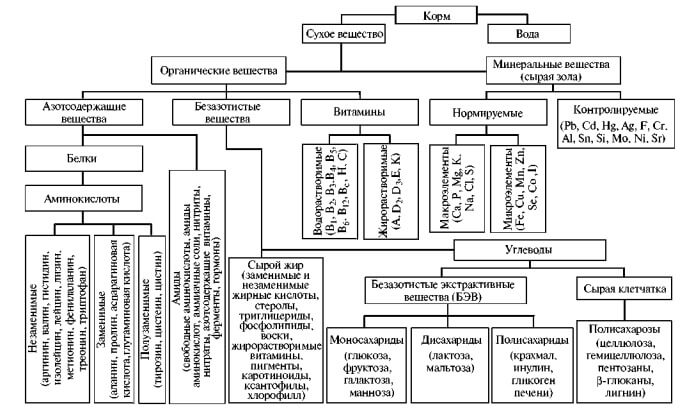 Корм
Сухое вещество
Вода
Органические вещества
Минеральные вещества
(сырая зола)
Азотсодержащие
вещества
Безазотистые
вещества
Витамины
Нормируемые
Контролируемые
(Pb, Cd, Hg, Ag, F, Cr.
Al, Sn, Si, Mo, Ni, Sr)
Белки
Аминокислоты
Водорастворимые
(B1, B2, B3, B4, B5,
B6, B12, Bc, H, C)
Жирорастворимые
(A, D2, D3, E, K)
Макроэлементы
(Ca, P, Mg, K,
Na, Cl, S)
Микроэлементы
(Fe, Cu, Mn, Zn,
Se, Co, I)
Углеводы
Незаменимые
(аргинин, валин, гистидин,
изолейцин, лейцин, лизин,
метионин, фенилаланин,
треонин, триптофан)
Заменимые
(аланин, пролин, аспарагиновая
кислота, глутаминовая кислота)
Полузаменимые
(тирозин, цистеин, цистин)
Амиды
(свободные аминокислоты, амиды
аминокислот, аммиачные соли, нитриты,
нитраты, азотсодержащие витамины,
ферменты, гормоны)
Сырой жир
(заменимые и
незаменимые
жирные кислоты,
стеролы,
триглицериды,
фосфолипиды,
воски,
жирорастворимые
витамины,
пигменты,
каротиноиды,
ксантофилы,
хлорофилл)
Безазотистые экстрактивные
вещества (БЭВ)
Сырая клетчатка
Моносахариды
(глюкоза,
фруктоза,
галактоза,
манноза)
Дисахариды
(лактоза,
мальтоза)
Полисахариды
(крахмал,
инулин,
гликоген
печени)
Полисахарозы
(целлюлоза,
гемицеллюлоза,
пентозаны,
β-глюканы,
лигнин)